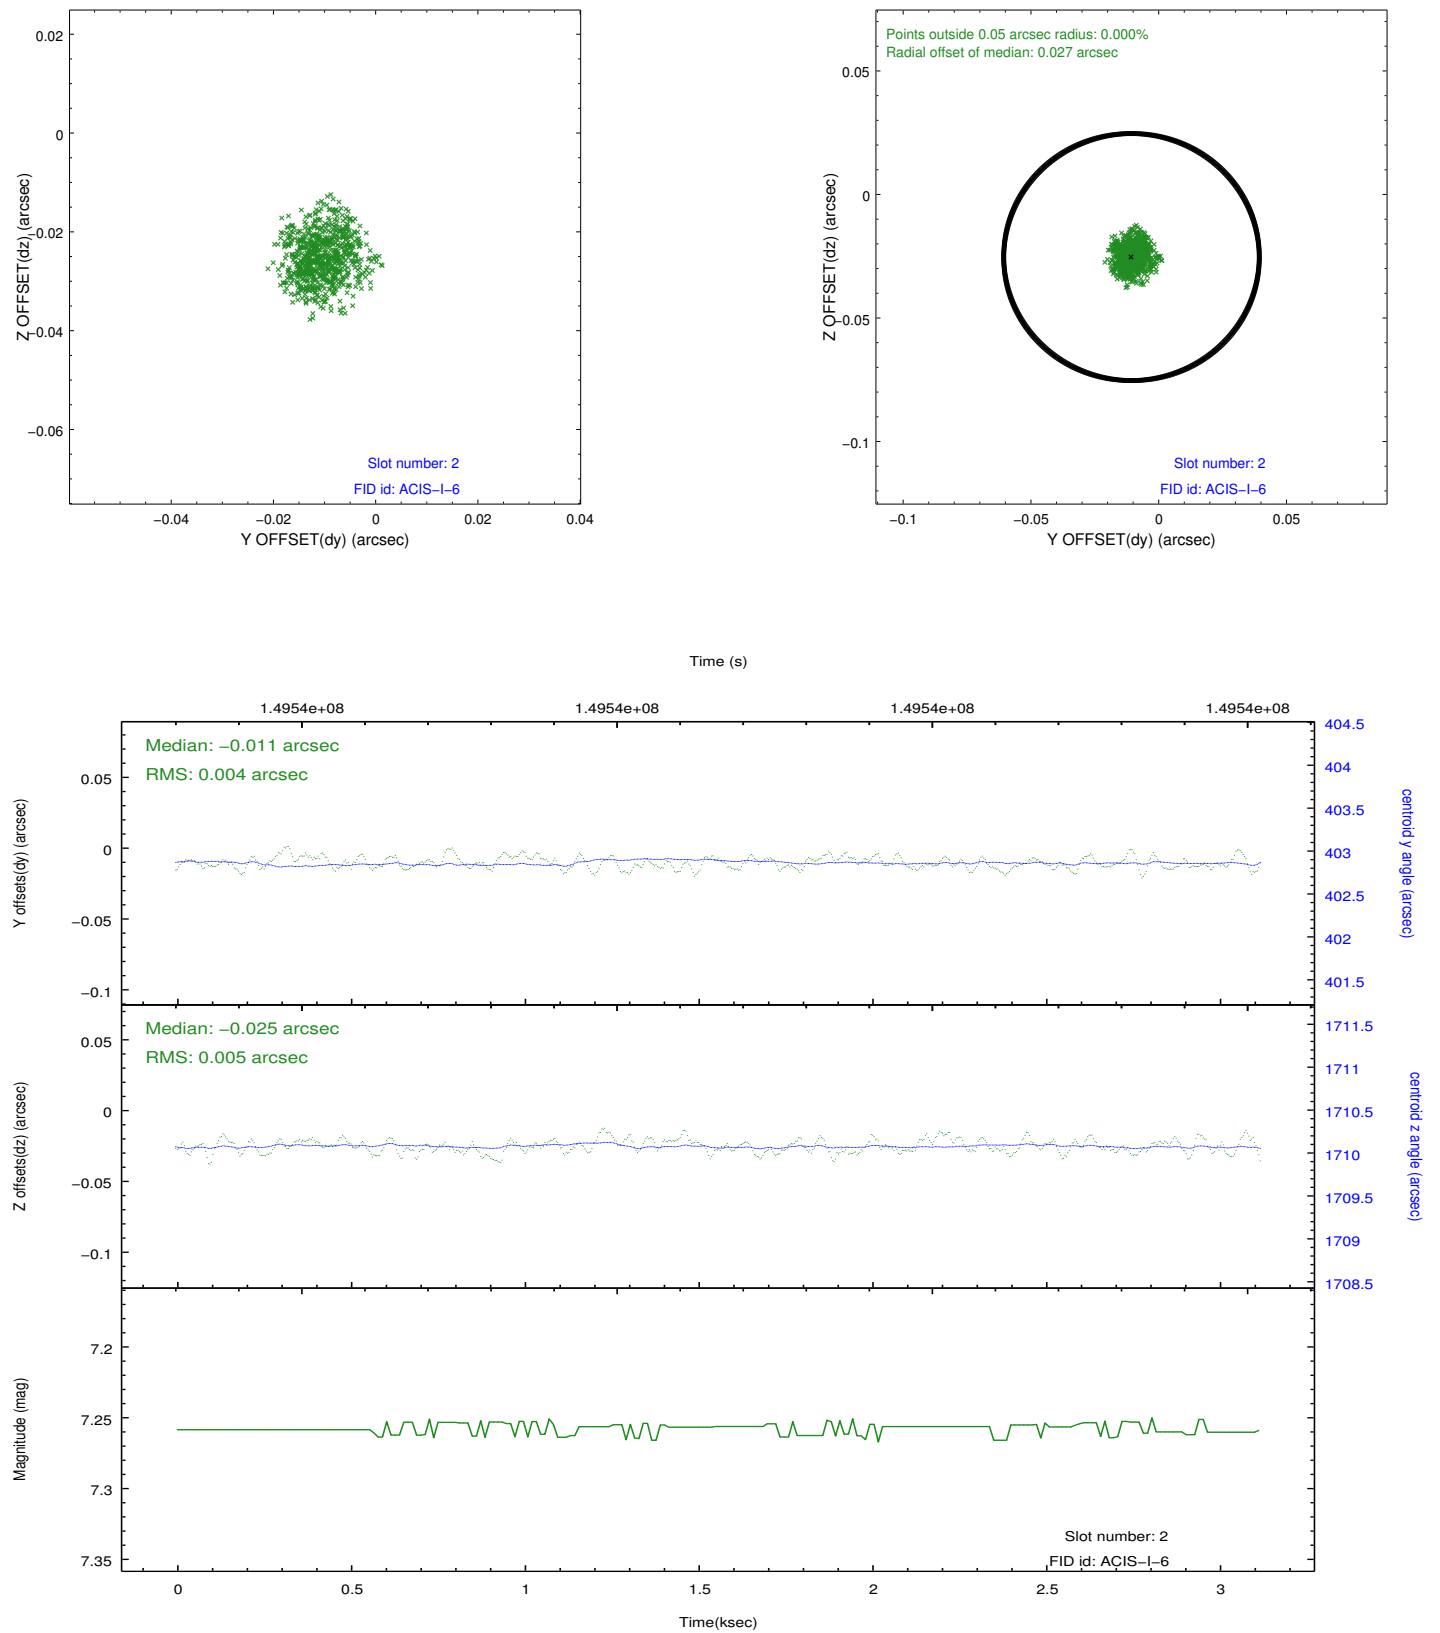 0.02
0
−0.02
−0.04
−0.06
Z OFFSET(dz) (arcsec)
Slot number: 2
FID id: ACIS−I−6
−0.04
−0.02
0
0.02
0.04
Y OFFSET(dy) (arcsec)
Points outside 0.05 arcsec radius: 0.000%
Radial offset of median: 0.027 arcsec
0.05
0
−0.05
−0.1
Z OFFSET(dz) (arcsec)
Slot number: 2
FID id: ACIS−I−6
−0.1
−0.05
0
0.05
Y OFFSET(dy) (arcsec)
Time (s)
1.4954e+08
1.4954e+08
1.4954e+08
1.4954e+08
Median: −0.011 arcsec
RMS: 0.004 arcsec
0.05
0
−0.05
−0.1
Y offsets(dy) (arcsec)
404.5
404
403.5
403
402.5
402
401.5
centroid y angle (arcsec)
Median: −0.025 arcsec
RMS: 0.005 arcsec
0.05
0
−0.05
−0.1
Z offsets(dz) (arcsec)
1711.5
1711
1710.5
1710
1709.5
1709
1708.5
centroid z angle (arcsec)
7.2
7.25
7.3
7.35
Magnitude (mag)
Slot number: 2
FID id: ACIS−I−6
0
0.5
1
1.5
2
2.5
3
Time(ksec)